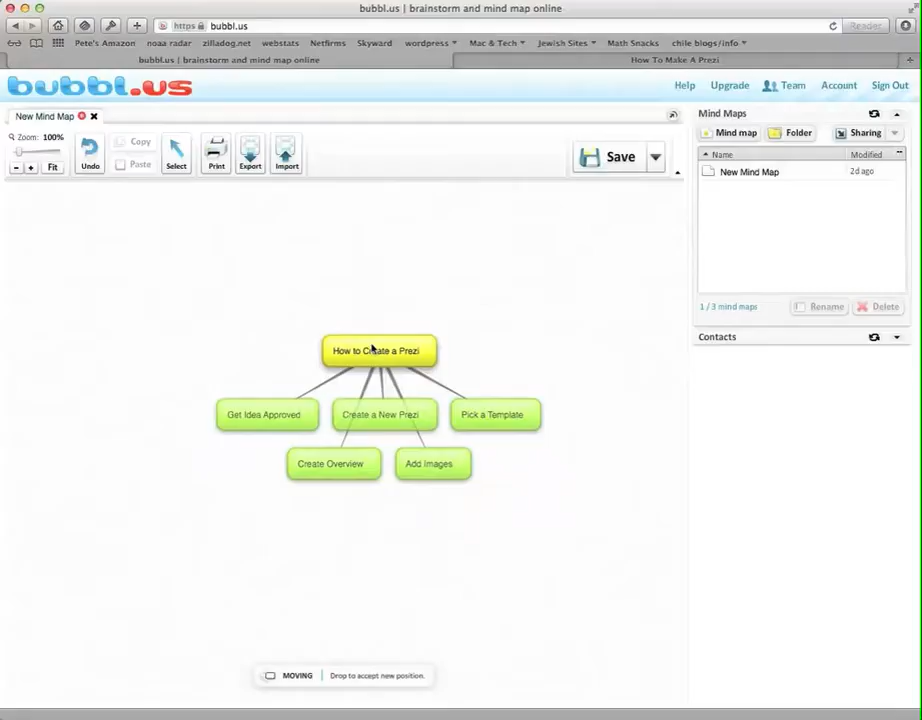 bubbl.us | brainstorm and mind map online
https bubbl.us
Reader
Pete's Amazon noaa radar zilladog.net webstats Netfirms Skyward wordpress Mac & Tech Jewish Sites Math Snacks chile blogs/info
bubbl.us | brainstorm and mind map online
How To Make A Prezi
bubbl.us
Help Upgrade Team Account Sign Out
New Mind Map
Zoom: 100%
Fit
Undo
Copy
Paste
Select
Print
Export
Import
Save
Mind Maps
Mind map Folder Sharing
Name Modified
New Mind Map 2d ago
1 / 3 mind maps Rename Delete
Contacts
How to Create a Prezi
Get Idea Approved Create a New Prezi Pick a Template
Create Overview Add Images
MOVING Drop to accept new position.